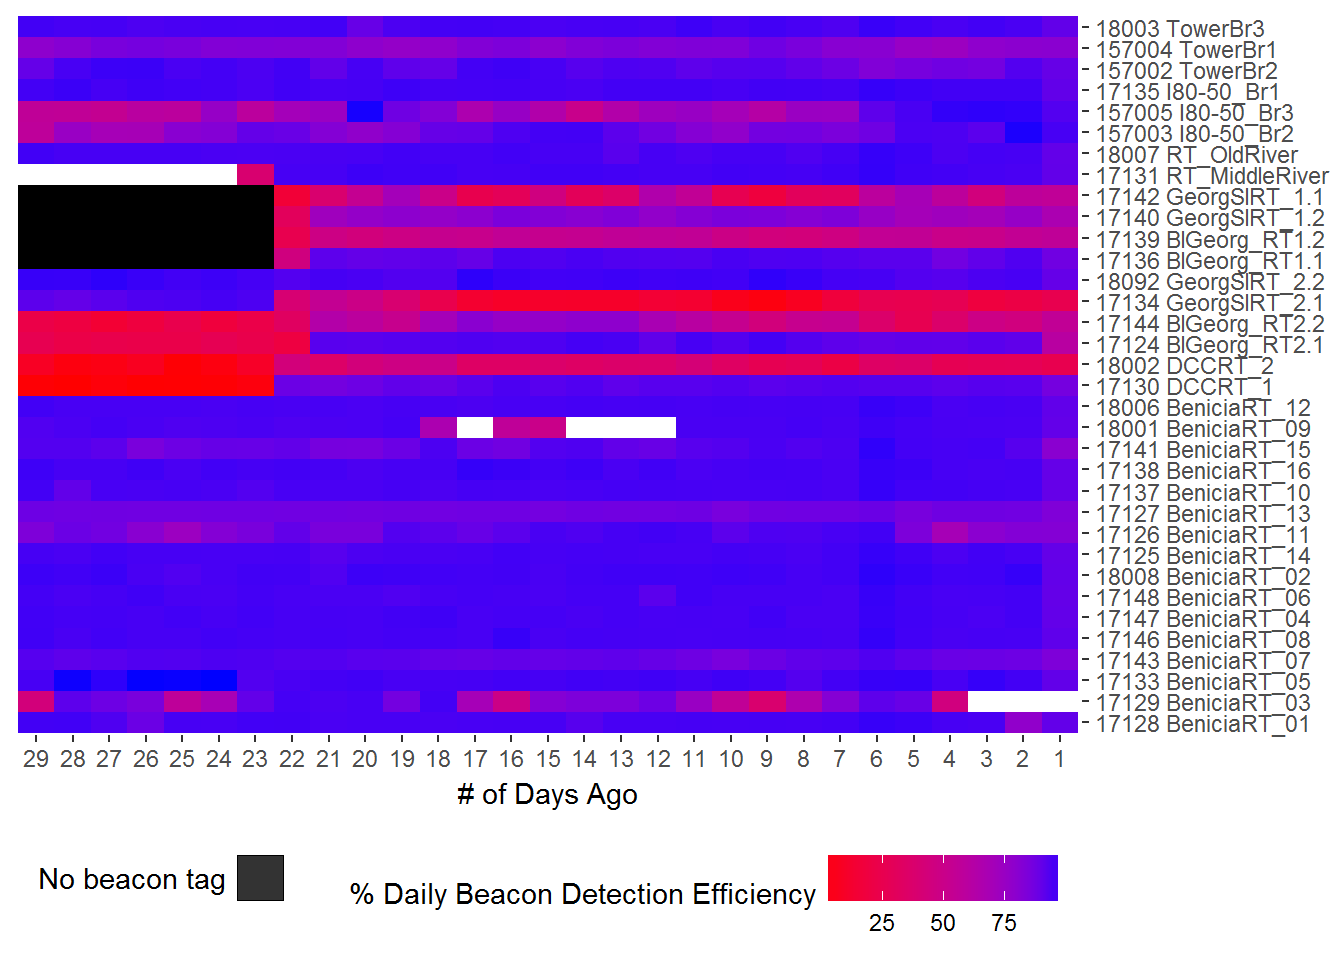 18003 TowerBr3
157004 TowerBr1
157002 TowerBr2
17135 I80-50_Br1
157005 I80-50_Br3
157003 I80-50_Br2
18007 RT_OldRiver
17131 RT_MiddleRiver
17142 GeorgSlRT_1.1
17140 GeorgSlRT_1.2
17139 BlGeorg_RT1.2
17136 BlGeorg_RT1.1
18092 GeorgSlRT_2.2
17134 GeorgSlRT_2.1
17144 BlGeorg_RT2.2
17124 BlGeorg_RT2.1
18002 DCCRT_2
17130 DCCRT_1
18006 BeniciaRT_12
18001 BeniciaRT_09
17141 BeniciaRT_15
17138 BeniciaRT_16
17137 BeniciaRT_10
17127 BeniciaRT_13
17126 BeniciaRT_11
17125 BeniciaRT_14
18008 BeniciaRT_02
17148 BeniciaRT_06
17147 BeniciaRT_04
17146 BeniciaRT_08
17143 BeniciaRT_07
17133 BeniciaRT_05
17129 BeniciaRT_03
17128 BeniciaRT_01
29 28 27 26 25 24 23 22 21 20 19 18 17 16 15 14 13 12 11 10 9 8 7 6 5 4 3 2 1
# of Days Ago
No beacon tag
% Daily Beacon Detection Efficiency
25 50 75